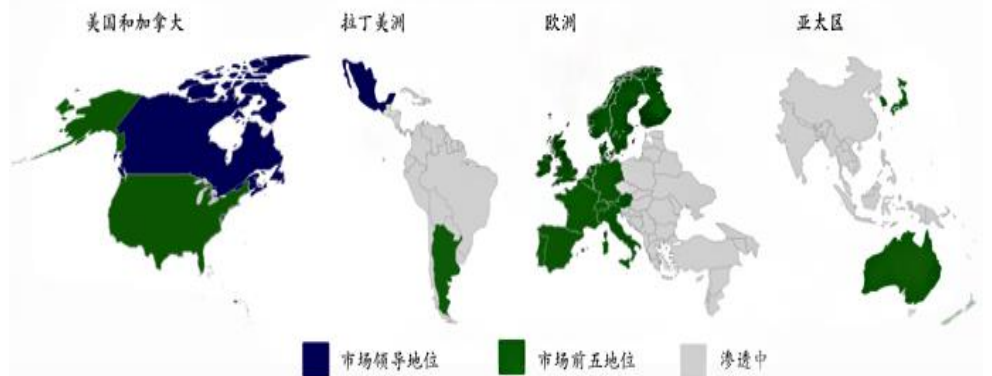 美国和加拿大
拉丁美洲
欧洲
亚太区
市场领导地位
市场前五地位
渗透中